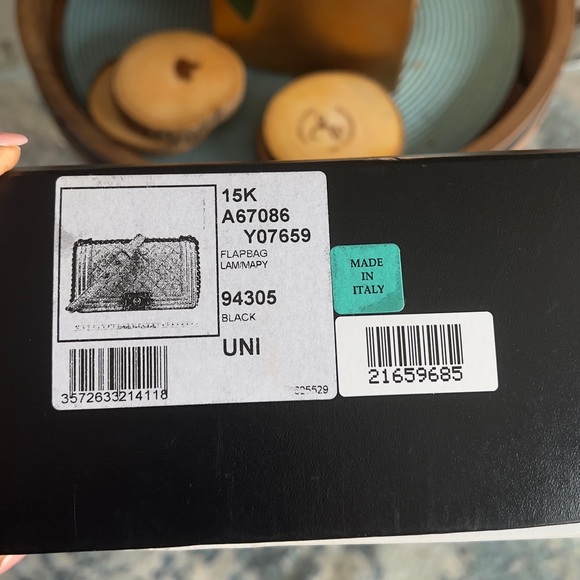 15K
A67086
Y07659
FLAPBAG
LAM/MAPY
94305
BLACK
UNI
3572633214118
MADE
IN
ITALY
21659685